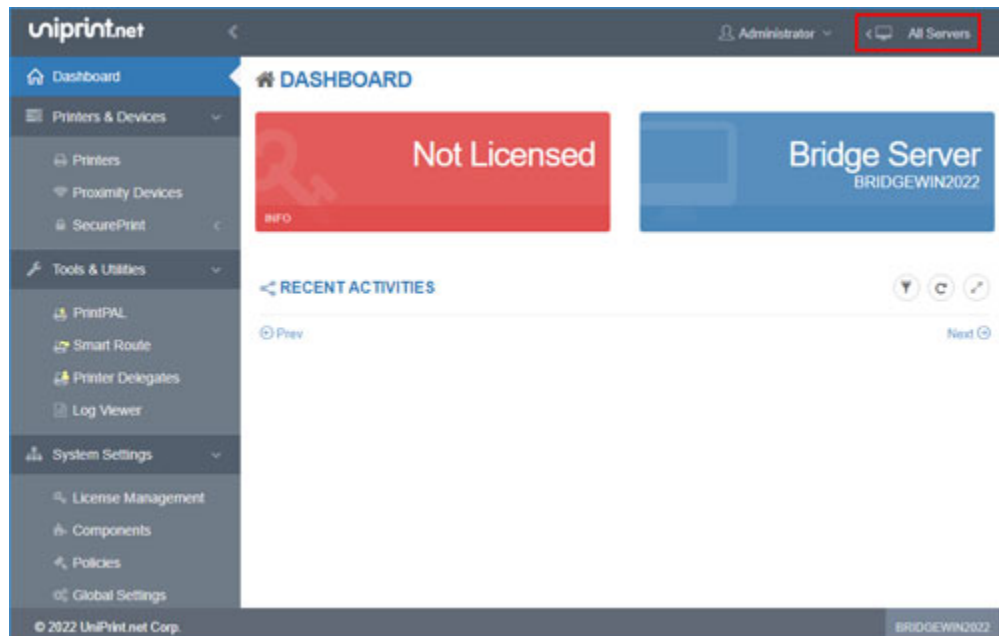 uniprint.net
Administrator
All Servers
Dashboard
DASHBOARD
Printers & Devices
Printers
Proximity Devices
SecurePrint
Not Licensed
INFO
Bridge Server
BRIDGEWIN2022
Tools & Utilities
PrintPAL
Smart Route
Printer Delegates
Log Viewer
RECENT ACTIVITIES
Prev
Next
System Settings
License Management
Components
Policies
Global Settings
© 2022 UniPrint.net Corp.
BRIDGEWIN2022